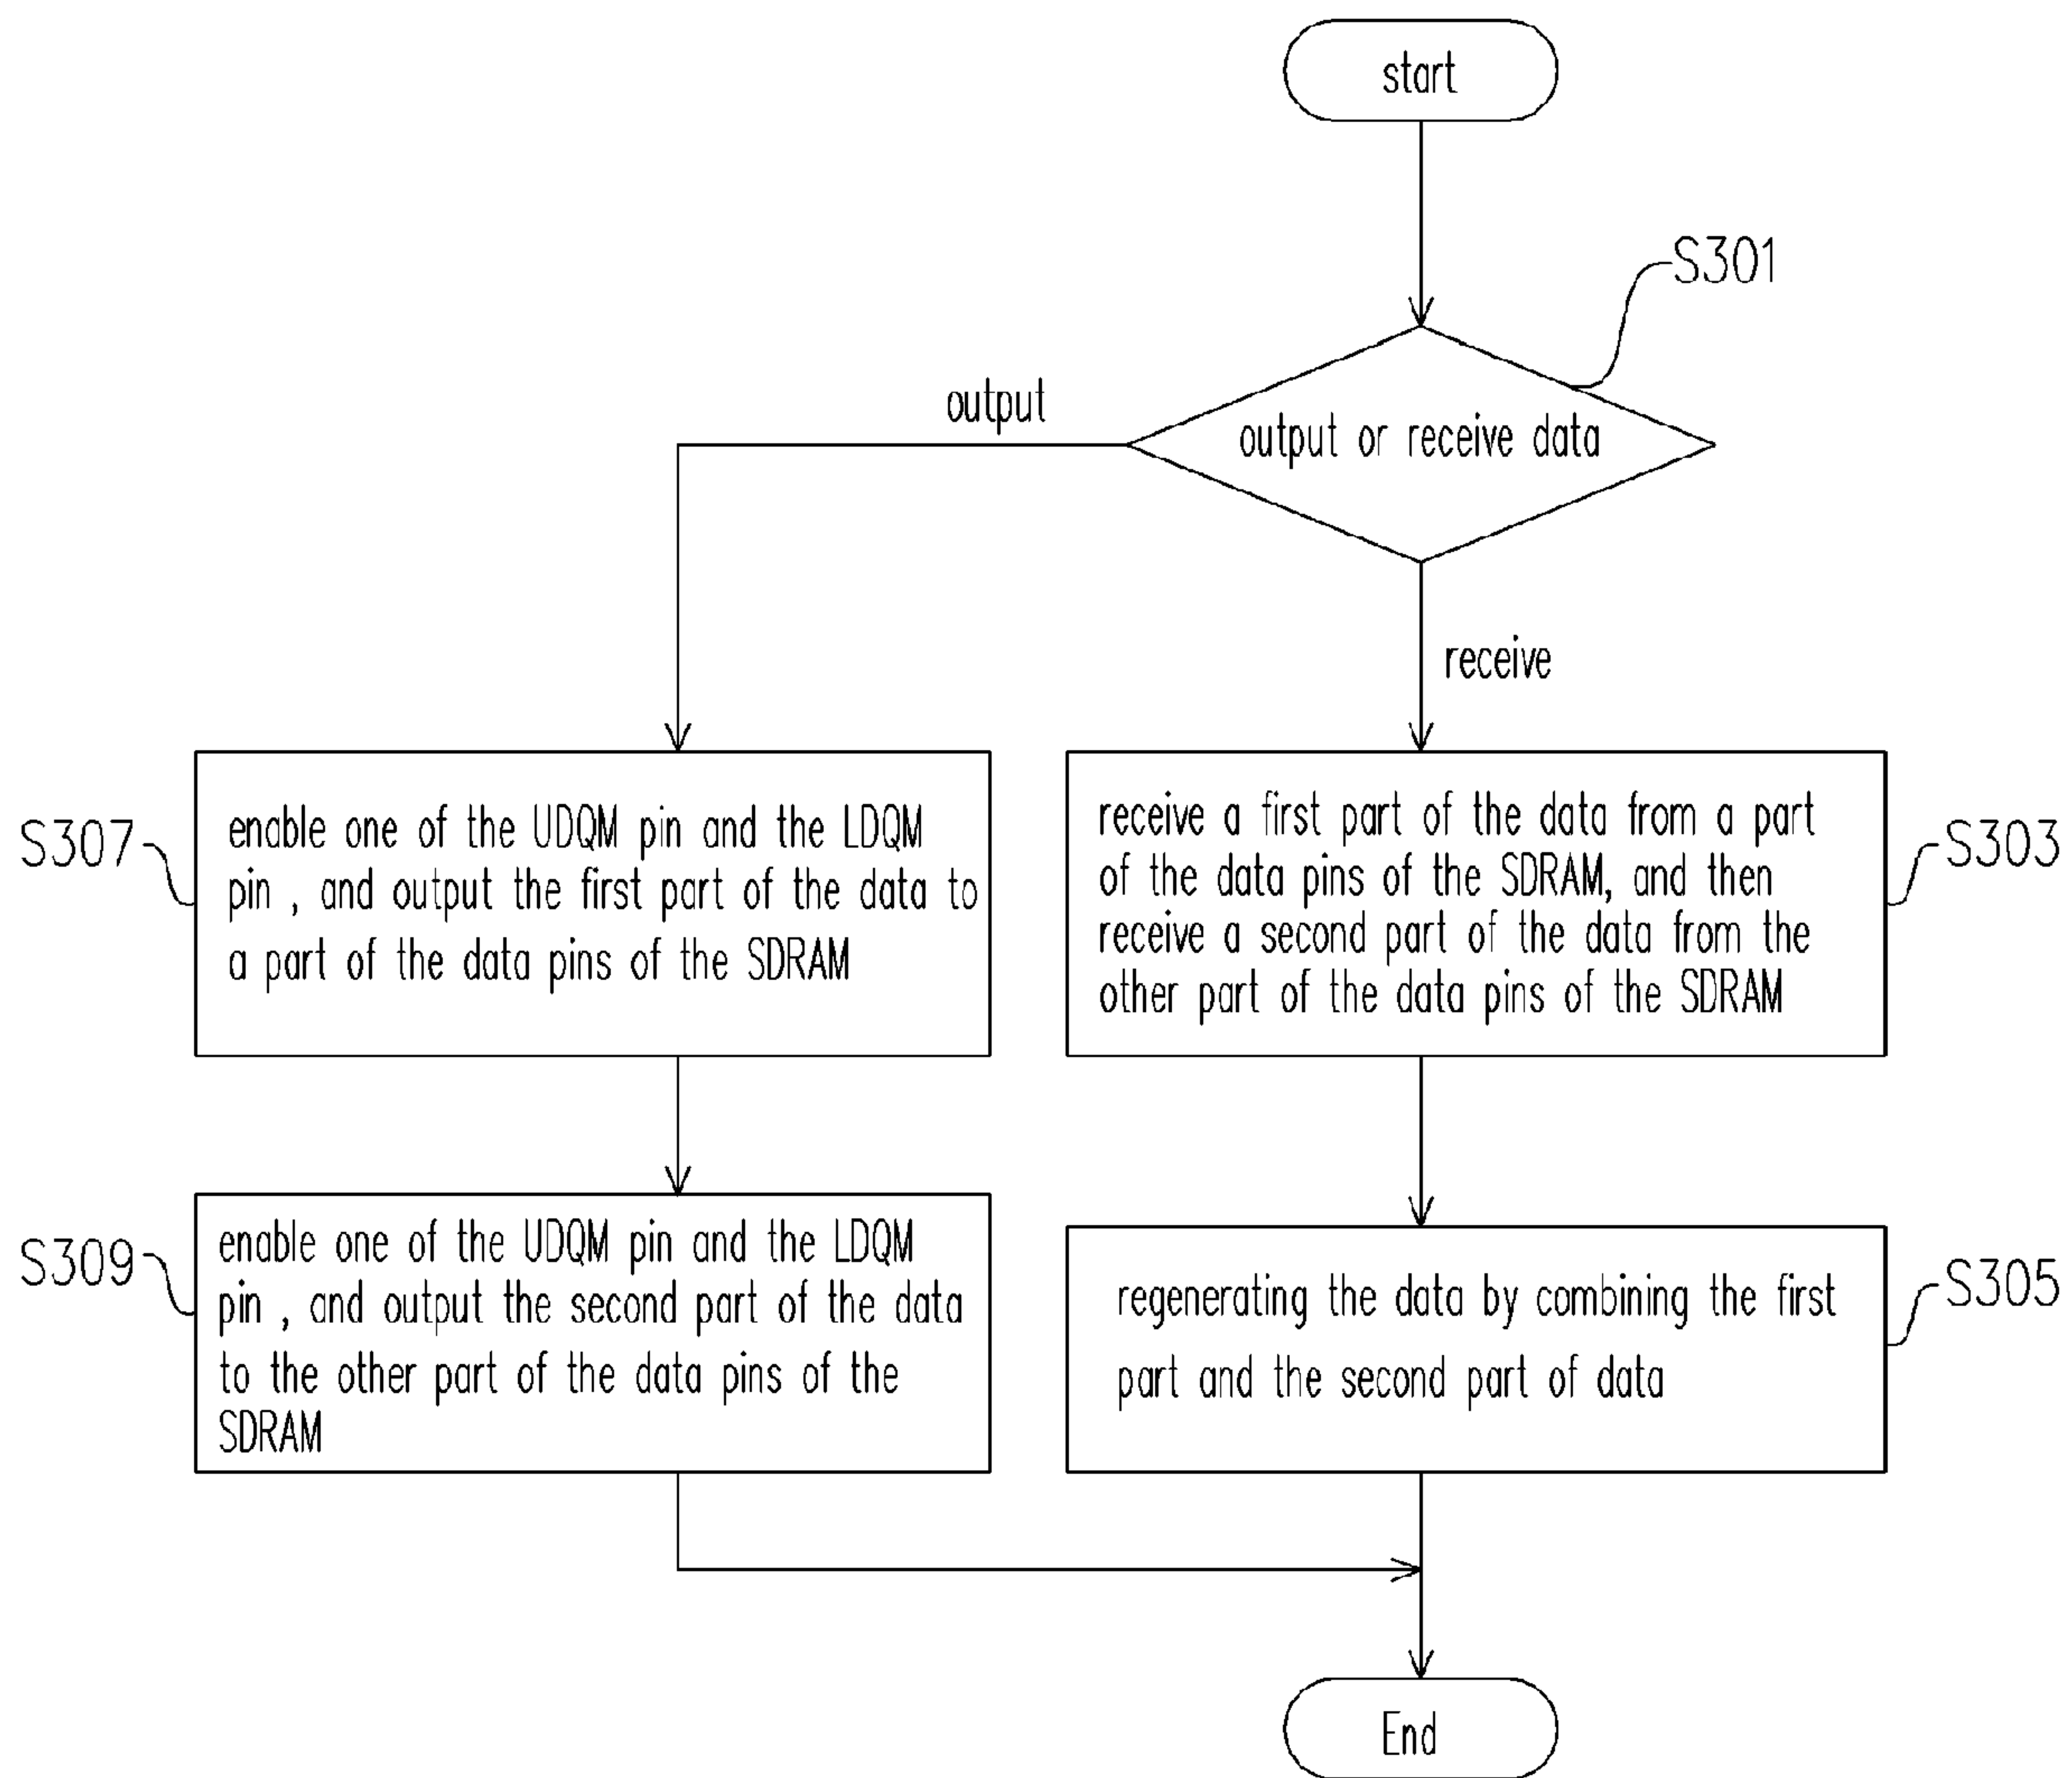 start
S301
output
output or receive data
receive
S307
enable one of the UDQM pin and the LDQM
pin , and output the first part of the data to
a part of the data pins of the SDRAM
receive a first part of the data from a part
of the data pins of the SDRAM, and then
receive a second part of the data from the
other part of the data pins of the SDRAM
S303
S309
enable one of the UDQM pin and the LDQM
pin , and output the second part of the data
to the other part of the data pins of the
SDRAM
regenerating the data by combining the first
part and the second part of data
S305
End